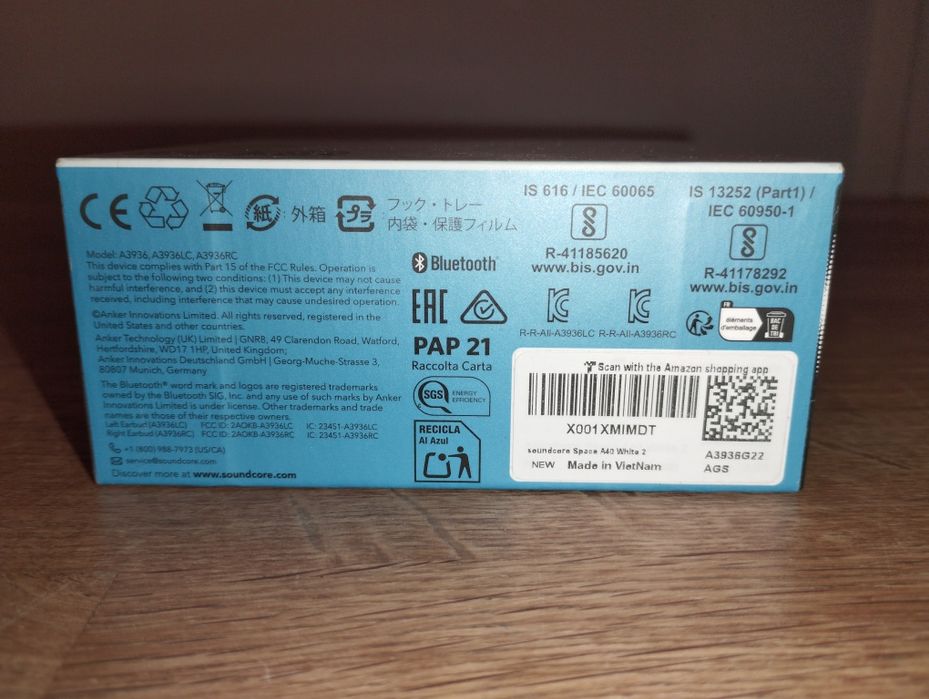 CE
紙 : 外箱
プラ
フック・トレー
内袋・保護フィルム
IS 616 / IEC 60065
R-41185620
www.bis.gov.in
IS 13252 (Part1) /
IEC 60950-1
R-41178292
www.bis.gov.in
Model: A3936, A3936LC, A3936RC
This device complies with Part 15 of the FCC Rules. Operation is
subject to the following two conditions: (1) This device may not cause
harmful interference, and (2) this device must accept any interference
received, including interference that may cause undesired operation.
©Anker Innovations Limited. All rights reserved, registered in the
United States and other countries.
Anker Technology (UK) Limited | GNR8, 49 Clarendon Road, Watford,
Hertfordshire, WD17 1HP, United Kingdom;
Anker Innovations Deutschland GmbH | Georg-Muche-Strasse 3,
80807 Munich, Germany
The Bluetooth® word mark and logos are registered trademarks
owned by the Bluetooth SIG, Inc. and any use of such marks by Anker
Innovations Limited is under license. Other trademarks and trade
names are those of their respective owners.
Left Earbud (A3936LC) FCC ID: 2AOKB-A3936LC IC: 23451-A3936LC
Right Earbud (A3936RC) FCC ID: 2AOKB-A3936RC IC: 23451-A3936RC
+1 (800) 988-7973 (US/CA)
service@soundcore.com
Discover more at www.soundcore.com
Bluetooth®
EAC
R-R-All-A3936LC R-R-All-A3936RC
PAP 21
Raccolta Carta
SGS ENERGY
EFFICIENCY
RECICLA
Al Azul
FR
éléments
d'emballage
BAC
DE
TRI
Scan with the Amazon shopping app
X001XMIMDT
soundcore Space A40 White 2
NEW Made in VietNam
A3936G22
AGS